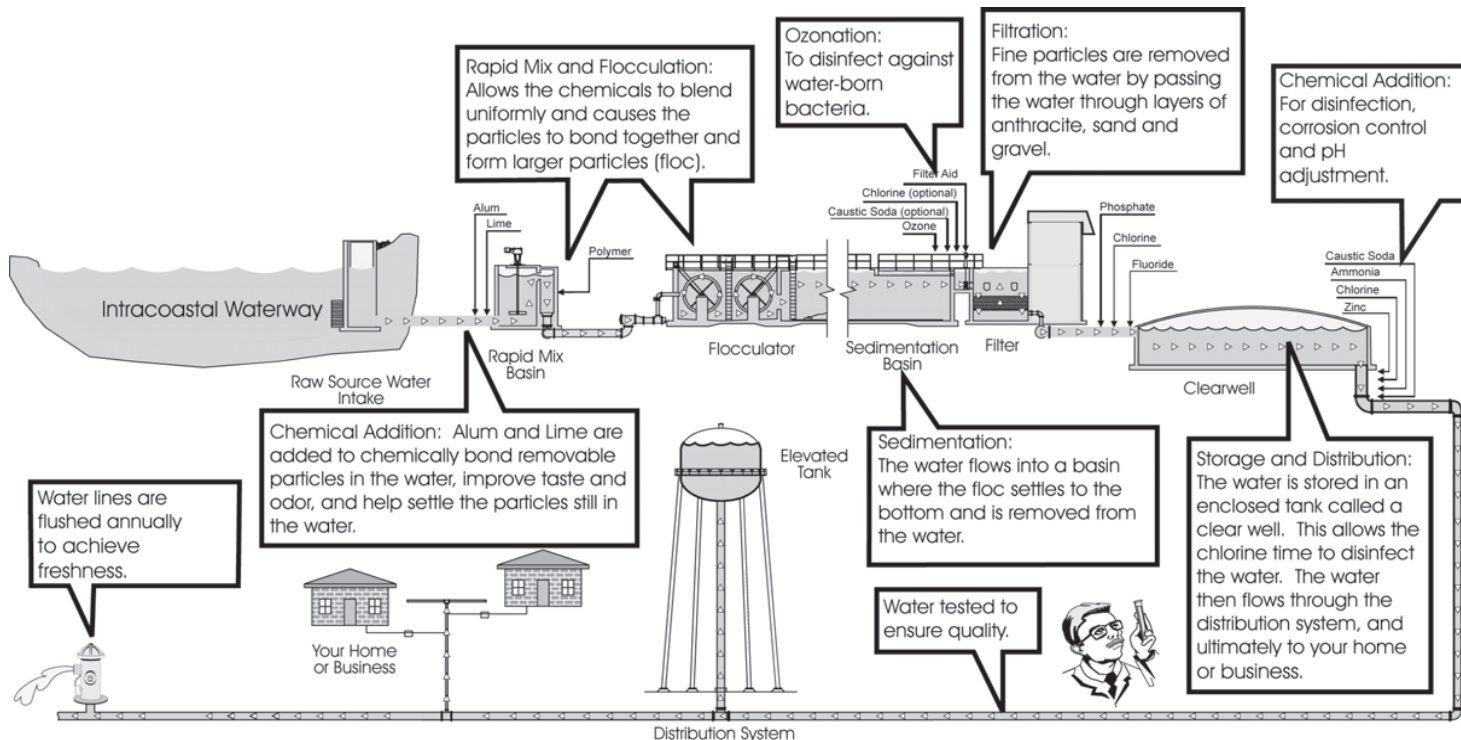 Rapid Mix and Flocculation:
Allows the chemicals to blend
uniformly and causes the
particles to bond together and
form larger particles (floc).
Ozonation:
To disinfect against
water-born
bacteria.
Filtration:
Fine particles are removed
from the water by passing
the water through layers of
anthracite, sand and
gravel.
Chemical Addition:
For disinfection,
corrosion control
and pH
adjustment.
Filter Aid
Chlorine (optional)
Caustic Soda (optional)
Ozone
Alum
Lime
Polymer
Phosphate
Chlorine
Fluoride
Caustic Soda
Ammonia
Chlorine
Zinc
Intracoastal Waterway
Raw Source Water
Intake
Rapid Mix
Basin
Flocculator
Sedimentation
Basin
Filter
Clearwell
Chemical Addition: Alum and Lime are
added to chemically bond removable
particles in the water, improve taste and
odor, and help settle the particles still in
the water.
Elevated
Tank
Sedimentation:
The water flows into a basin
where the floc settles to the
bottom and is removed from
the water.
Storage and Distribution:
The water is stored in an
enclosed tank called a
clear well. This allows the
chlorine time to disinfect
the water. The water
then flows through the
distribution system, and
ultimately to your home
or business.
Water lines are
flushed annually
to achieve
freshness.
Your Home
or Business
Water tested to
ensure quality.
Distribution System